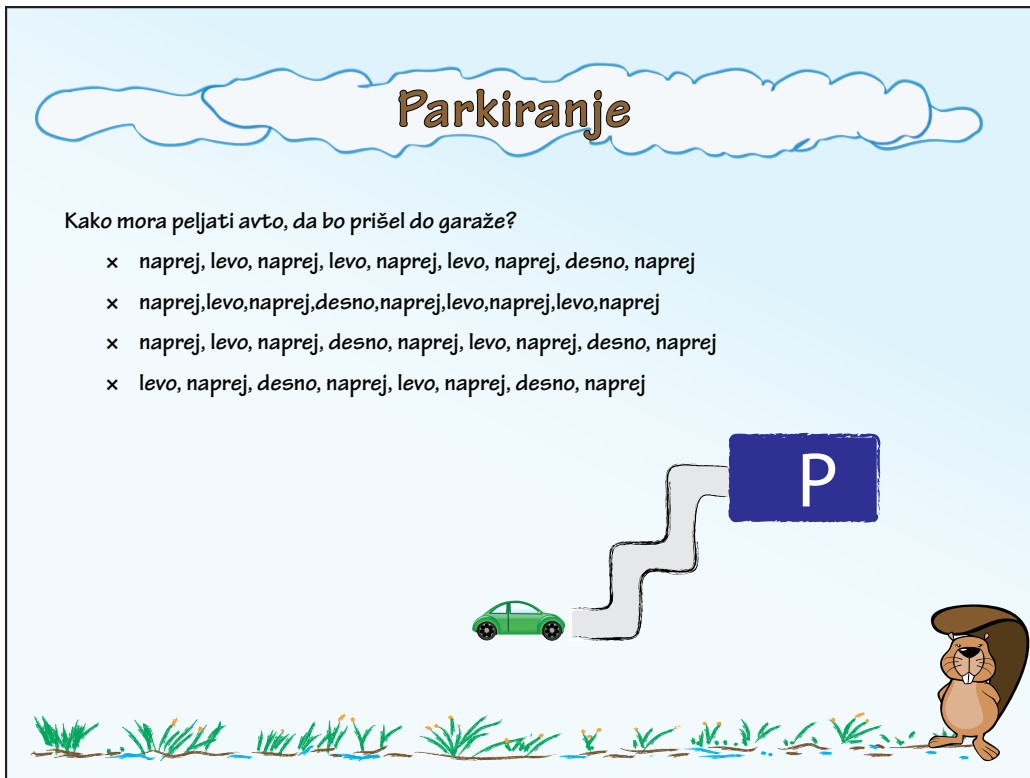 Parkiranje
Kako mora peljati avto, da bo prišel do garaže?
× naprej, levo, naprej, levo, naprej, levo, naprej, desno, naprej
× naprej,levo,naprej,desno,naprej,levo,naprej,levo,naprej
× naprej, levo, naprej, desno, naprej, levo, naprej, desno, naprej
× levo, naprej, desno, naprej, levo, naprej, desno, naprej
P